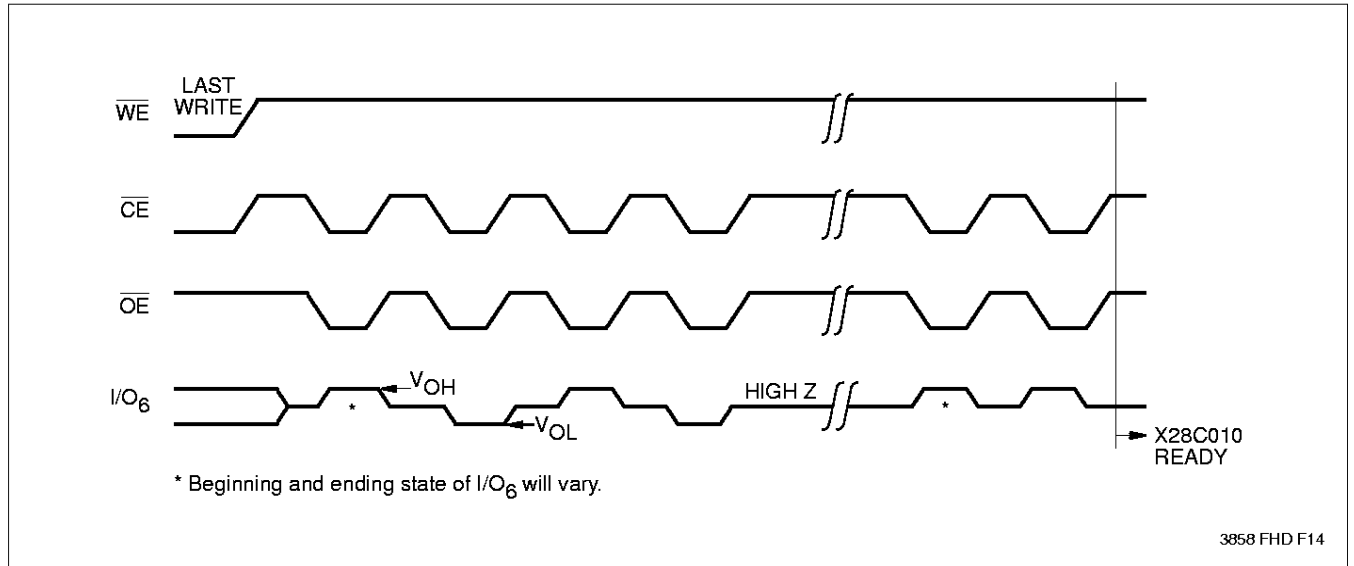 LAST
WRITE
WE
CE
OE
I/O6
VOH
*
VOL
HIGH Z
*
X28C010
READY
* Beginning and ending state of I/O6 will vary.
3858 FHD F14